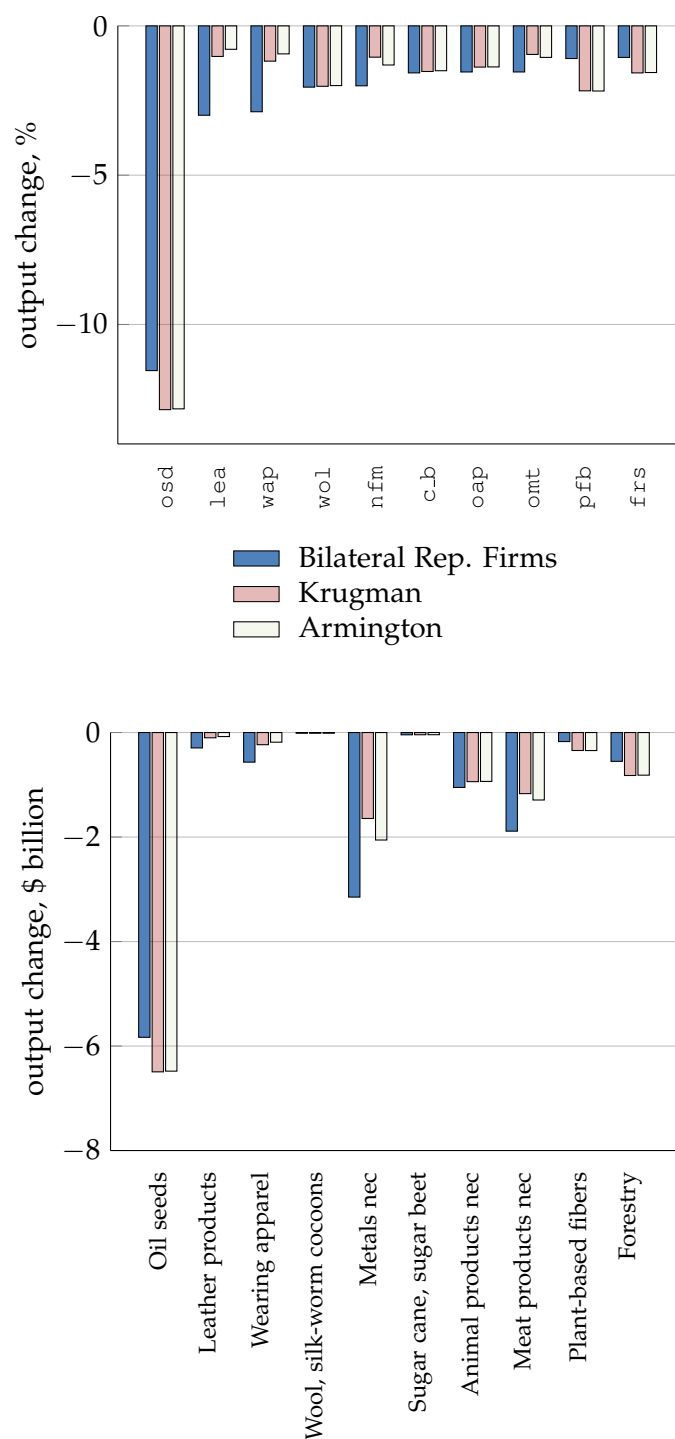 0
−5
−10
output change, %
osd
lea
wap
wol
nfm
c_b
oap
omt
pfb
frs
Bilateral Rep. Firms
Krugman
Armington
0
−2
−4
−6
−8
output change, $ billion
Oil seeds
Leather products
Wearing apparel
Wool, silk-worm cocoons
Metals nec
Sugar cane, sugar beet
Animal products nec
Meat products nec
Plant-based fibers
Forestry